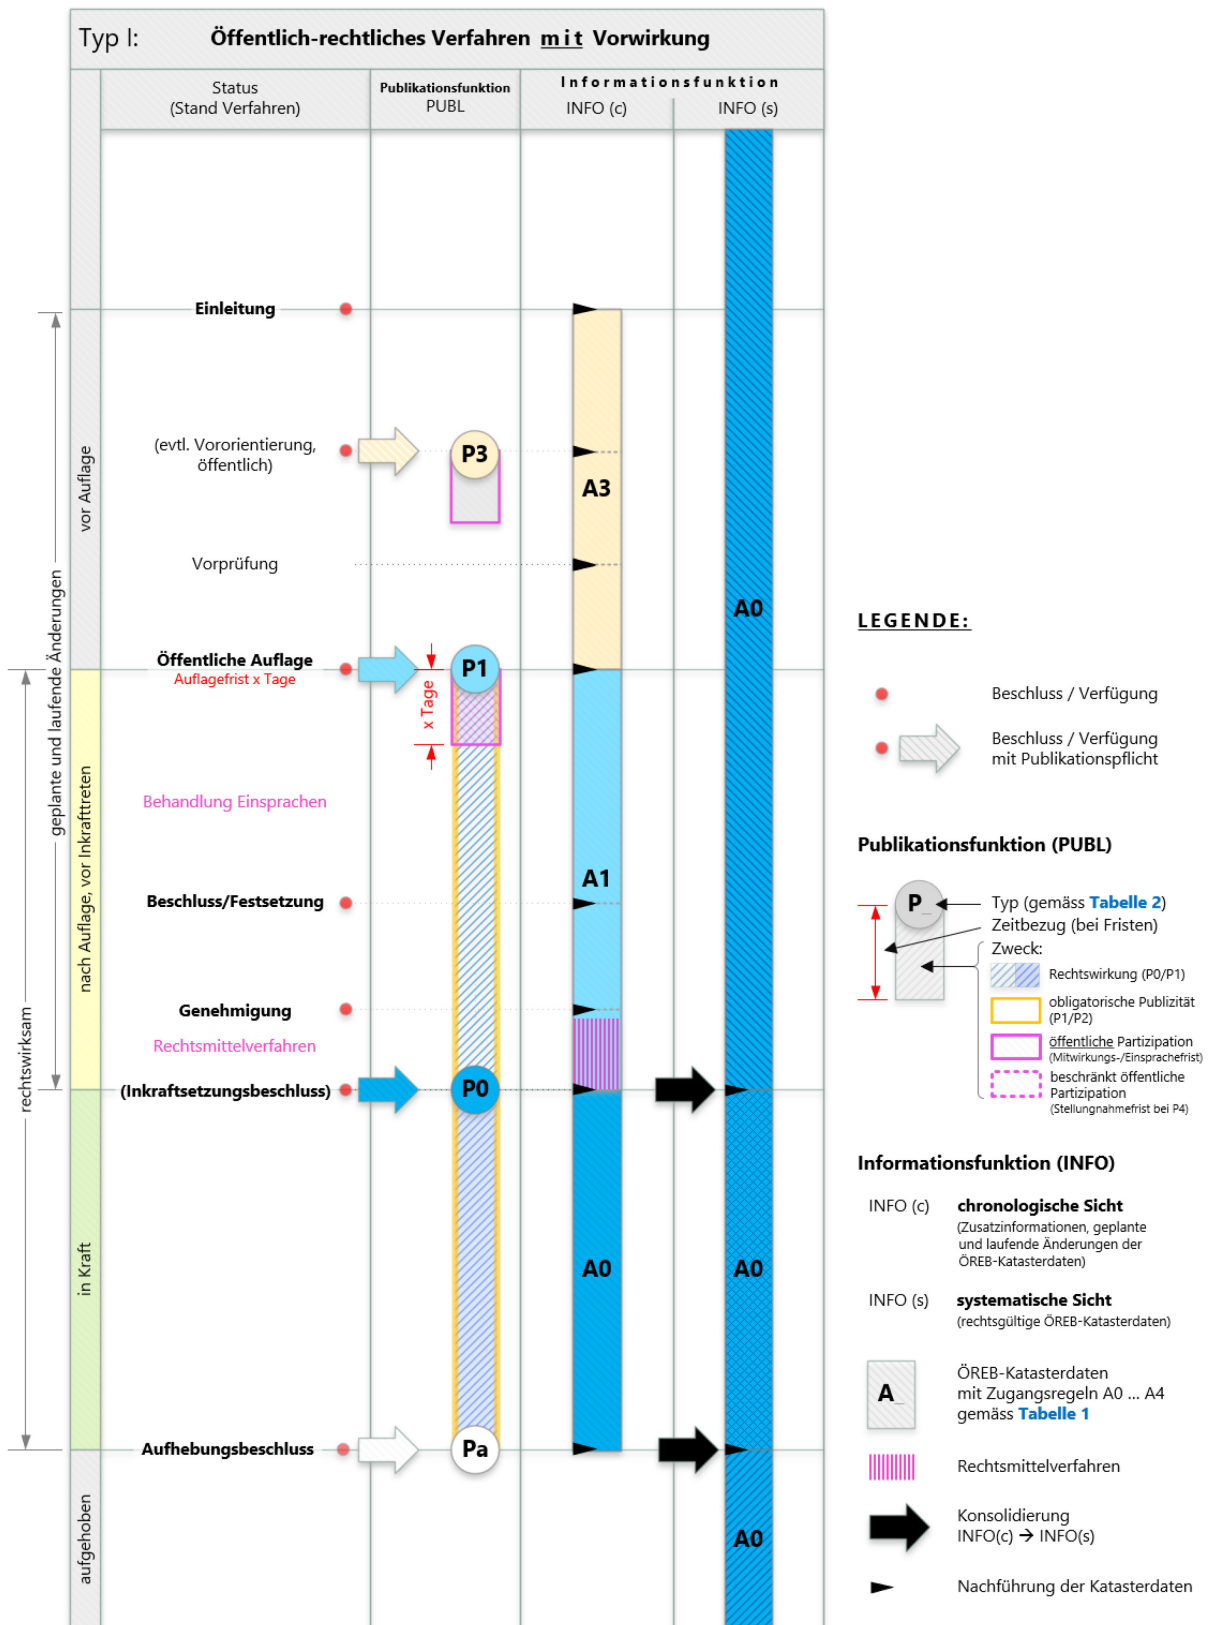 Typ I: Öffentlich-rechtliches Verfahren mit Vorwirkung
Status
(Stand Verfahren)
Publikationsfunktion
PUBL
Informationsfunktion
INFO (c)
INFO (s)
geplante und laufende Änderungen
rechtswirksam
vor Auflage
nach Auflage, vor Inkrafttreten
in Kraft
aufgehoben
Einleitung
(evtl. Vororientierung,
öffentlich)
P3
A3
Vorprüfung
A0
Öffentliche Auflage
Auflagefrist x Tage
P1
x Tage
Behandlung Einsprachen
A1
Beschluss/Festsetzung
Genehmigung
Rechtsmittelverfahren
(Inkraftsetzungsbeschluss)
P0
A0
A0
Aufhebungsbeschluss
Pa
A0
LEGENDE:
Beschluss / Verfügung
Beschluss / Verfügung
mit Publikationspflicht
Publikationsfunktion (PUBL)
P_
Typ (gemäss Tabelle 2)
Zeitbezug (bei Fristen)
Zweck:
Rechtswirkung (P0/P1)
obligatorische Publizität
(P1/P2)
öffentliche Partizipation
(Mitwirkungs-/Einsprachefrist)
beschränkt öffentliche
Partizipation
(Stellungnahmefrist bei P4)
Informationsfunktion (INFO)
INFO (c) chronologische Sicht
(Zusatzinformationen, geplante
und laufende Änderungen der
ÖREB-Katasterdaten)
INFO (s) systematische Sicht
(rechtsgültige ÖREB-Katasterdaten)
A_
ÖREB-Katasterdaten
mit Zugangsregeln A0 ... A4
gemäss Tabelle 1
Rechtsmittelverfahren
Konsolidierung
INFO(c) → INFO(s)
Nachführung der Katasterdaten